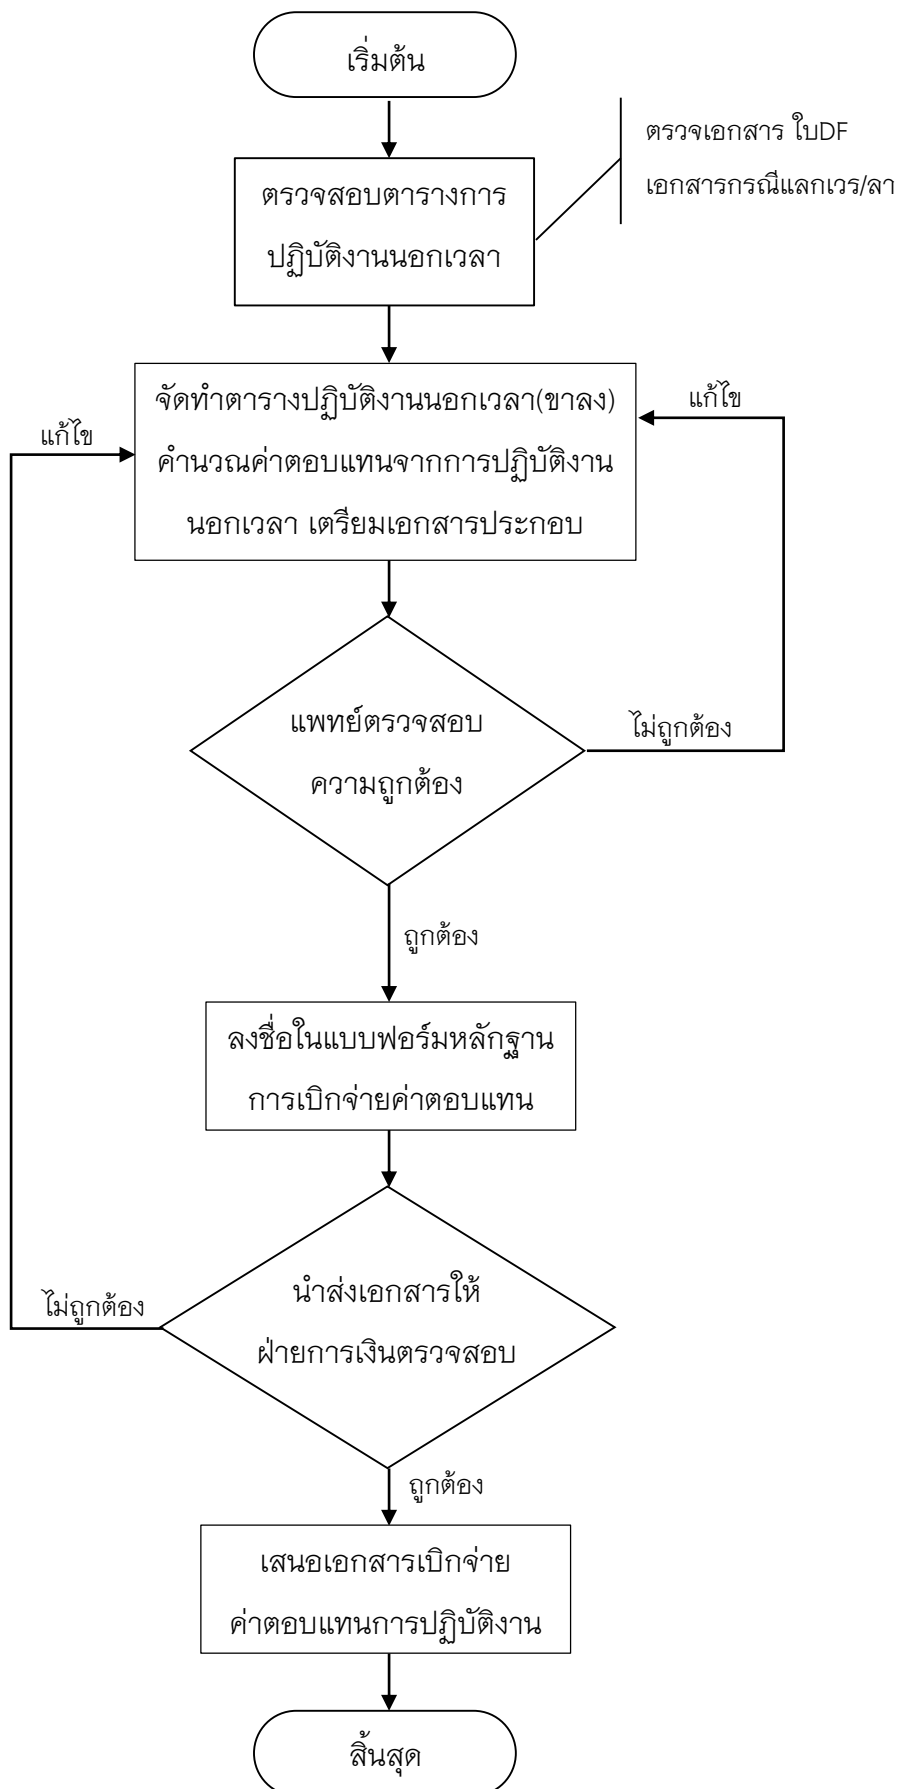 เริ่มต้น
ตรวจเอกสาร ใบDF
เอกสารกรณีแลกเวร/ลา
ตรวจสอบตารางการ
ปฏิบัติงานนอกเวลา
จัดทำตารางปฏิบัติงานนอกเวลา(ขาลง)
คำนวณค่าตอบแทนจากการปฏิบัติงาน
นอกเวลา เตรียมเอกสารประกอบ
แก้ไข
แก้ไข
แพทย์ตรวจสอบ
ความถูกต้อง
ไม่ถูกต้อง
ถูกต้อง
ลงชื่อในแบบฟอร์มหลักฐาน
การเบิกจ่ายค่าตอบแทน
นำส่งเอกสารให้
ฝ่ายการเงินตรวจสอบ
ไม่ถูกต้อง
ถูกต้อง
เสนอเอกสารเบิกจ่าย
ค่าตอบแทนการปฏิบัติงาน
สิ้นสุด